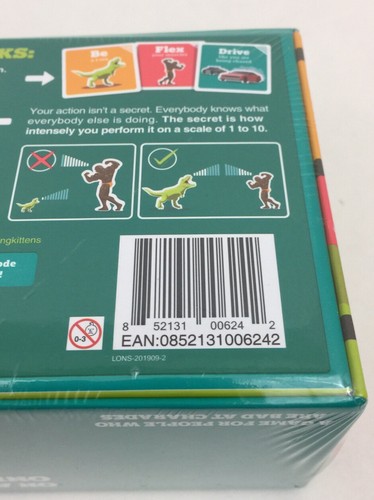 KS:
Be
Flex
Drive
Your action isn't a secret. Everybody knows what
everybody else is doing. The secret is how
intensely you perform it on a scale of 1 to 10.
ngkittens
ode
8 52131 00624 2
EAN:0852131006242
0-3
LONS-201909-2
A GAME FOR PEOPLE WHO
ARE BAD AT CHARADES